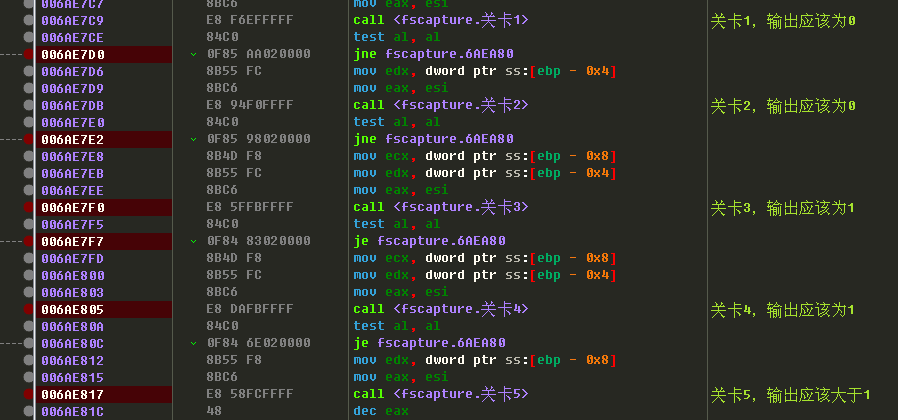 006AE7C7 8BC6 mov eax, esi
006AE7C9 E8 F6EFFFFF call <fscapture.关卡1> 关卡1, 输出应该为0
006AE7CE 84C0 test al, al
006AE7D0 0F85 AA020000 jne fscapture.6AEA80
006AE7D6 8B55 FC mov edx, dword ptr ss:[ebp - 0x4]
006AE7D9 8BC6 mov eax, esi
006AE7DB E8 94F0FFFF call <fscapture.关卡2> 关卡2, 输出应该为0
006AE7E0 84C0 test al, al
006AE7E2 0F85 98020000 jne fscapture.6AEA80
006AE7E8 8B4D F8 mov ecx, dword ptr ss:[ebp - 0x8]
006AE7EB 8B55 FC mov edx, dword ptr ss:[ebp - 0x4]
006AE7EE 8BC6 mov eax, esi
006AE7F0 E8 5FFBFFFF call <fscapture.关卡3> 关卡3, 输出应该为1
006AE7F5 84C0 test al, al
006AE7F7 0F84 83020000 je fscapture.6AEA80
006AE7FD 8B4D F8 mov ecx, dword ptr ss:[ebp - 0x8]
006AE800 8B55 FC mov edx, dword ptr ss:[ebp - 0x4]
006AE803 8BC6 mov eax, esi
006AE805 E8 DAFBFFFF call <fscapture.关卡4> 关卡4, 输出应该为1
006AE80A 84C0 test al, al
006AE80C 0F84 6E020000 je fscapture.6AEA80
006AE812 8B55 F8 mov edx, dword ptr ss:[ebp - 0x8]
006AE815 8BC6 mov eax, esi
006AE817 E8 58FCFFFF call <fscapture.关卡5> 关卡5, 输出应该大于1
006AE81C 48 dec eax